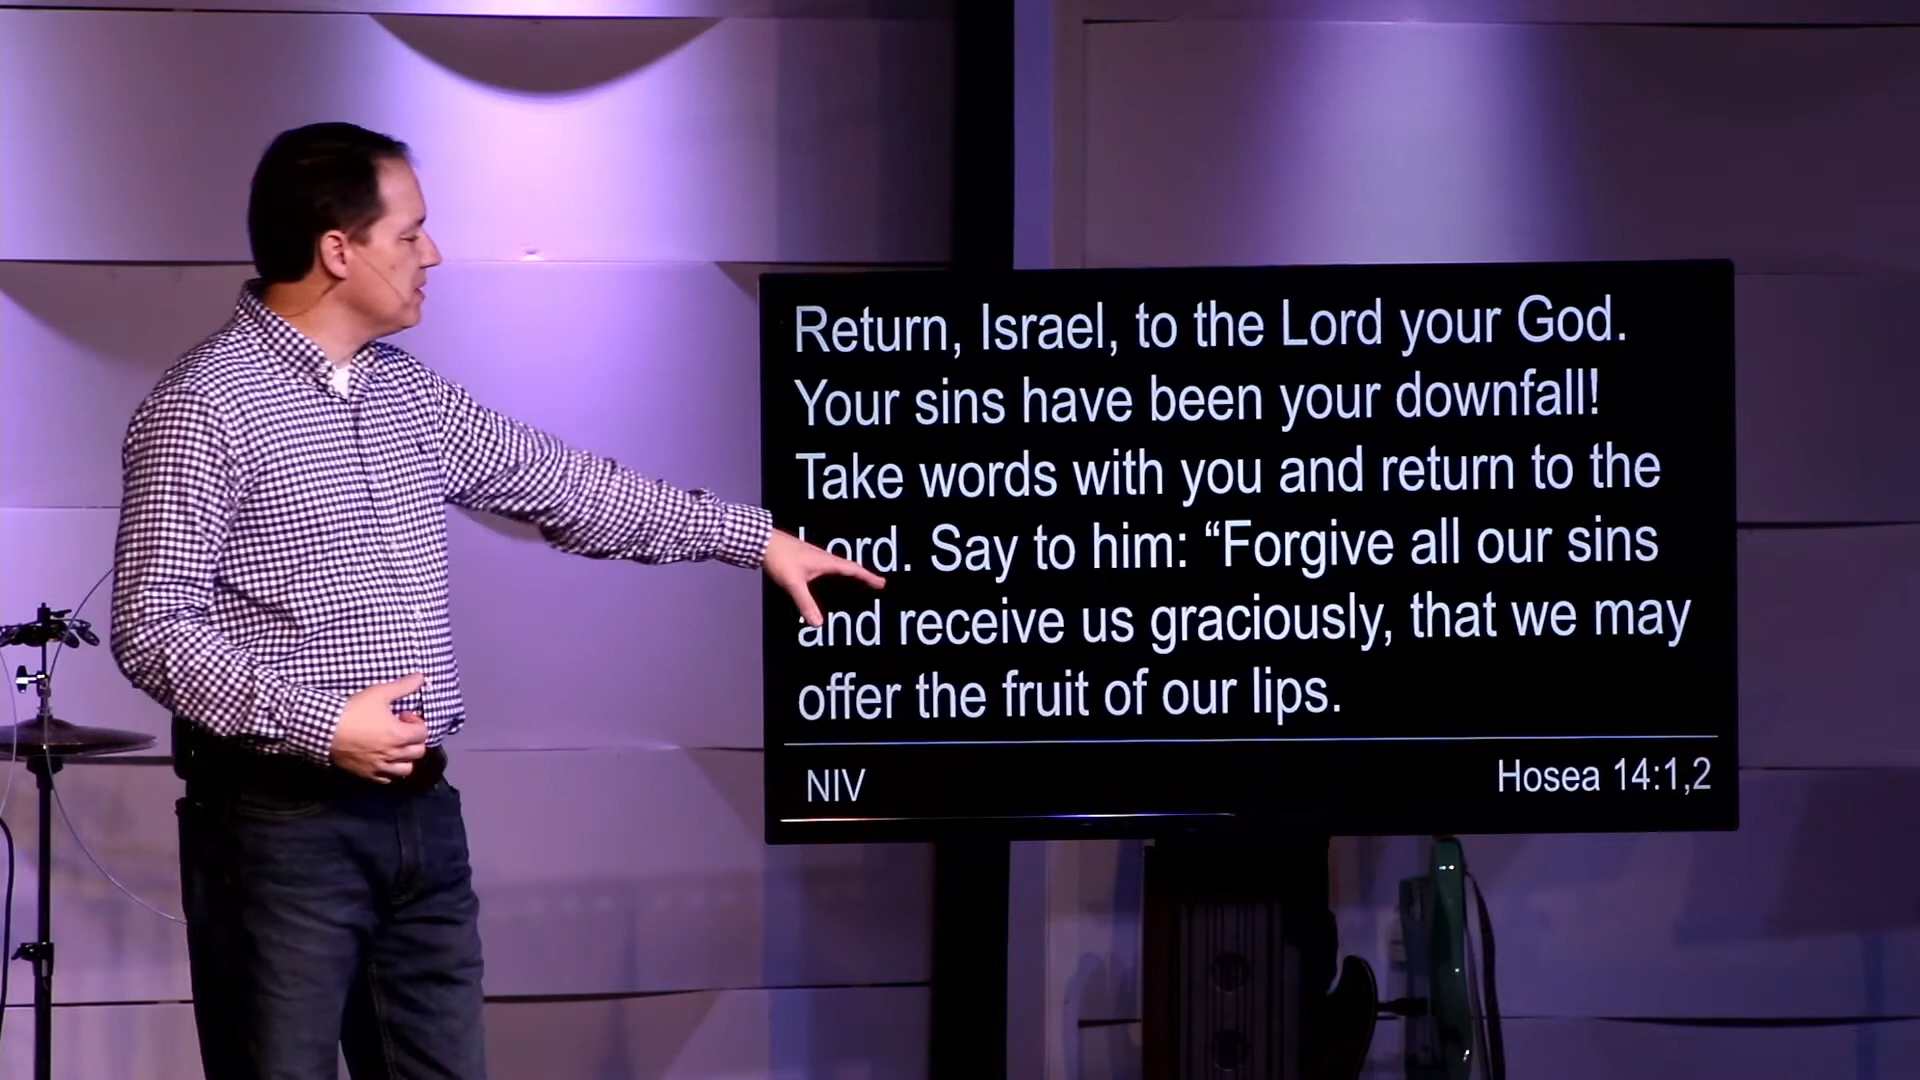 Return, Israel, to the Lord your God.
Your sins have been your downfall!
Take words with you and return to the
Lord. Say to him: “Forgive all our sins
and receive us graciously, that we may
offer the fruit of our lips.
NIV
Hosea 14:1,2